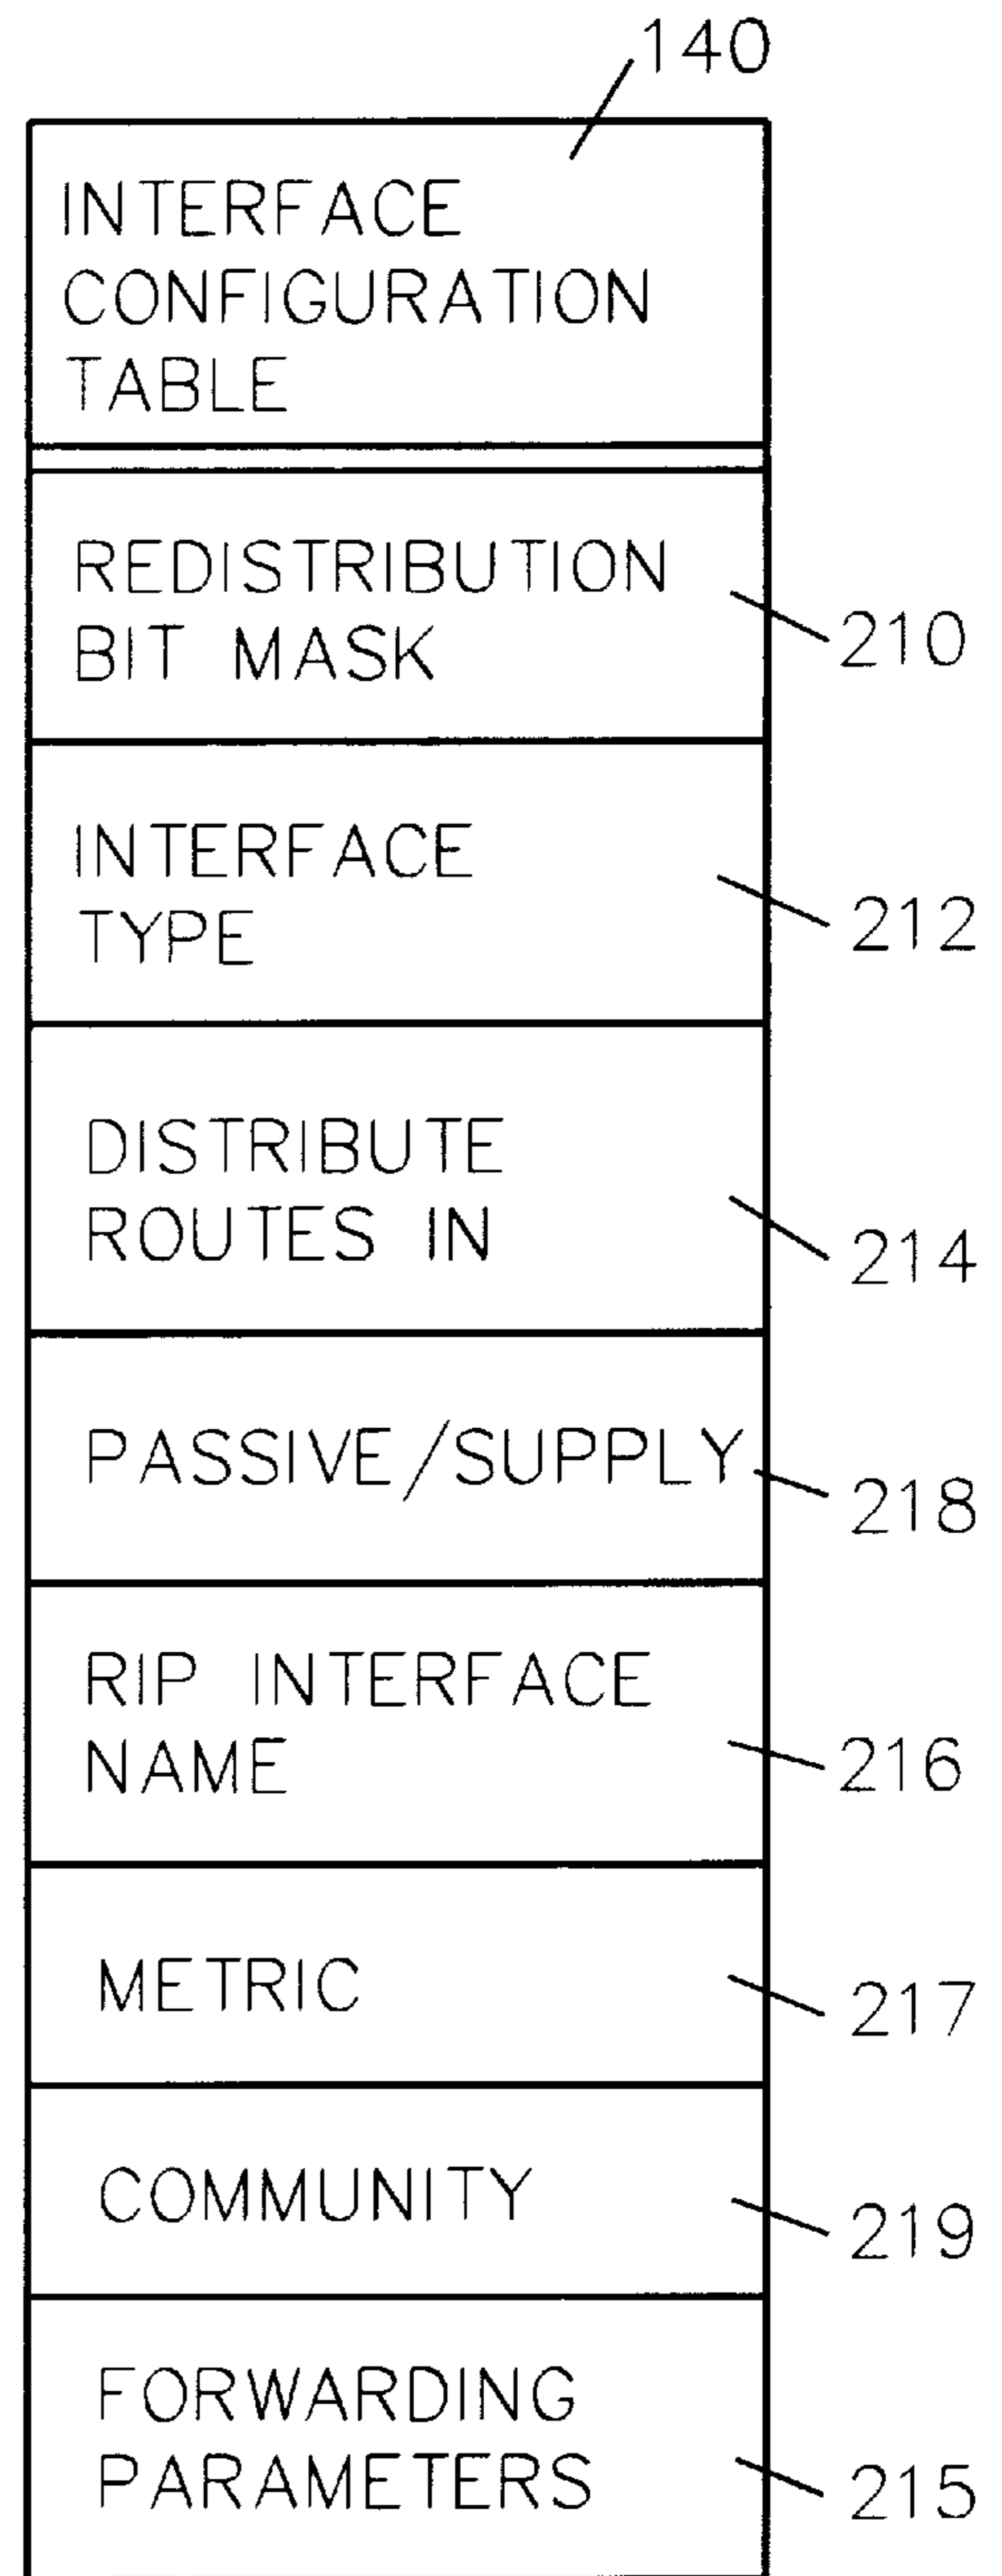 140
INTERFACE
CONFIGURATION
TABLE
REDISTRIBUTION
BIT MASK
210
INTERFACE
TYPE
212
DISTRIBUTE
ROUTES IN
214
PASSIVE/SUPPLY
218
RIP INTERFACE
NAME
216
METRIC
217
COMMUNITY
219
FORWARDING
PARAMETERS
215